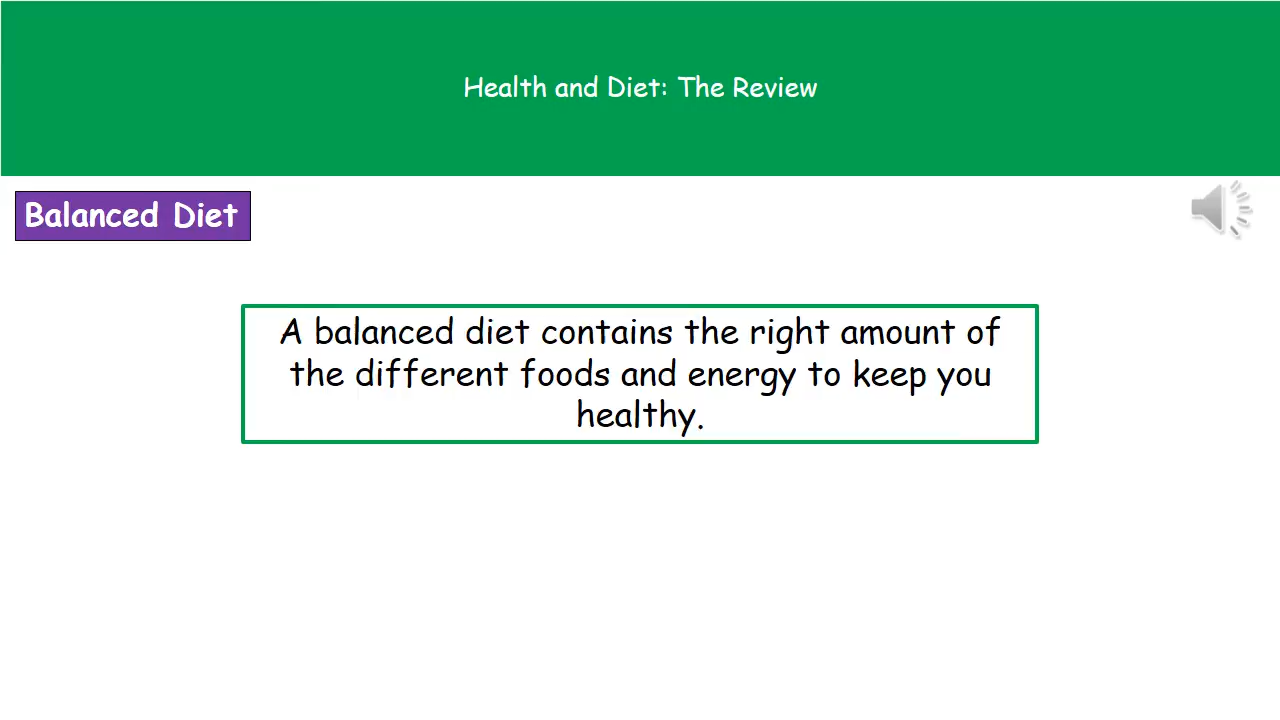 Health and Diet: The Review
Balanced Diet
A balanced diet contains the right amount of
the different foods and energy to keep you
healthy.